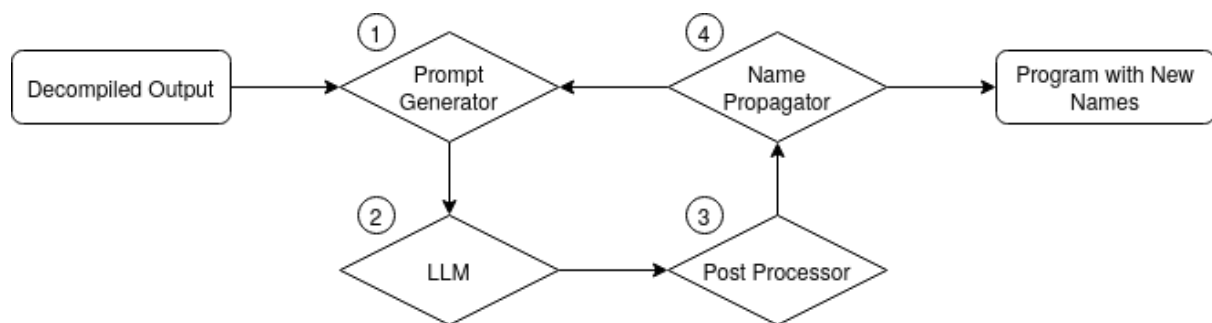 1
4
Decompiled Output
Prompt
Generator
Name
Propagator
Program with New
Names
2
3
LLM
Post Processor